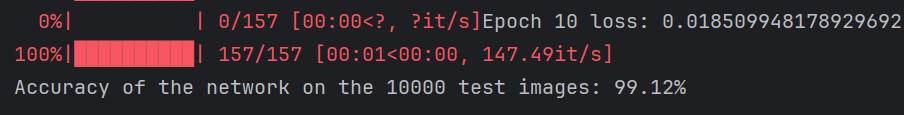 0%|          | 0/157 [00:00<?, ?it/s]Epoch 10 loss: 0.018509948178929692
100%|██████████| 157/157 [00:01<00:00, 147.49it/s]
Accuracy of the network on the 10000 test images: 99.12%